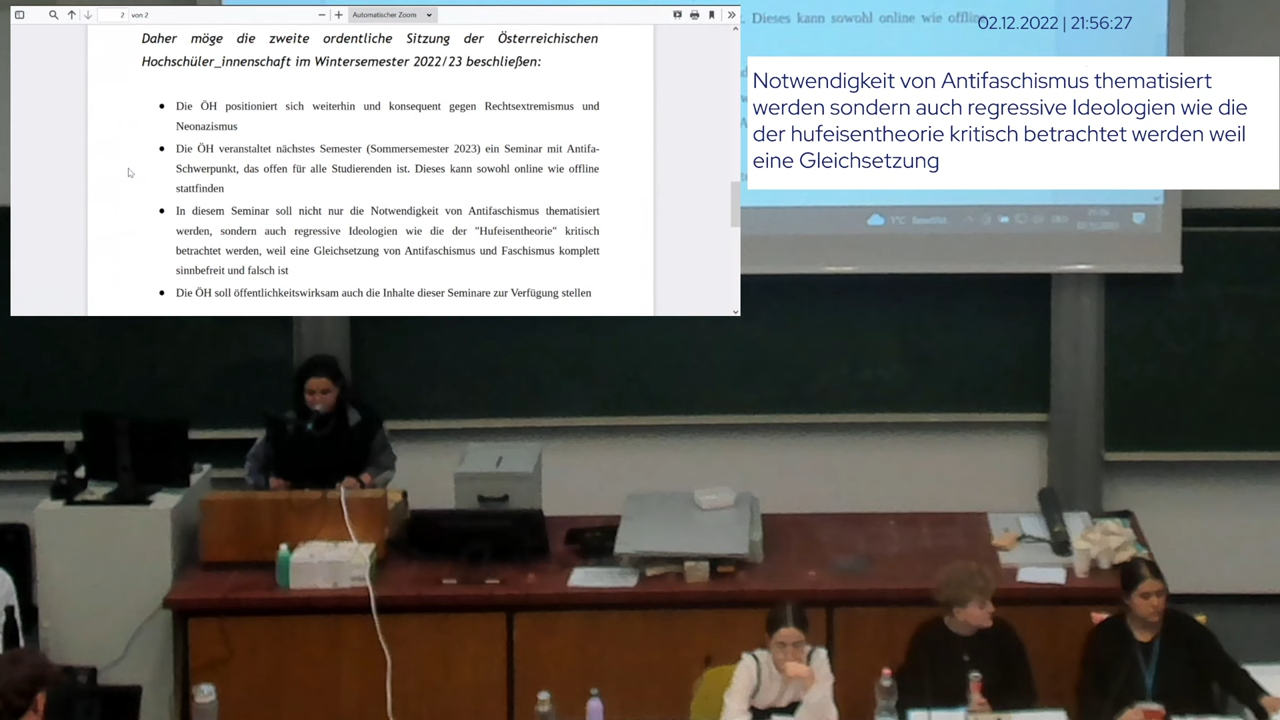 2 von 2
Automatischer Zoom
Daher möge die zweite ordentliche Sitzung der Österreichischen
Hochschüler_innenschaft im Wintersemester 2022/23 beschließen:
● Die ÖH positioniert sich weiterhin und konsequent gegen Rechtsextremismus und
Neonazismus
● Die ÖH veranstaltet nächstes Semester (Sommersemester 2023) ein Seminar mit Antifa-
Schwerpunkt, das offen für alle Studierenden ist. Dieses kann sowohl online wie offline
stattfinden
● In diesem Seminar soll nicht nur die Notwendigkeit von Antifaschismus thematisiert
werden, sondern auch regressive Ideologien wie die der "Hufeisentheorie" kritisch
betrachtet werden, weil eine Gleichsetzung von Antifaschismus und Faschismus komplett
sinnbefreit und falsch ist
● Die ÖH soll öffentlichkeitswirksam auch die Inhalte dieser Seminare zur Verfügung stellen
. Dieses kann sowohl online wie offlin
02.12.2022 | 21:56:27
Notwendigkeit von Antifaschismus thematisiert
werden sondern auch regressive Ideologien wie die
der hufeisentheorie kritisch betrachtet werden weil
eine Gleichsetzung